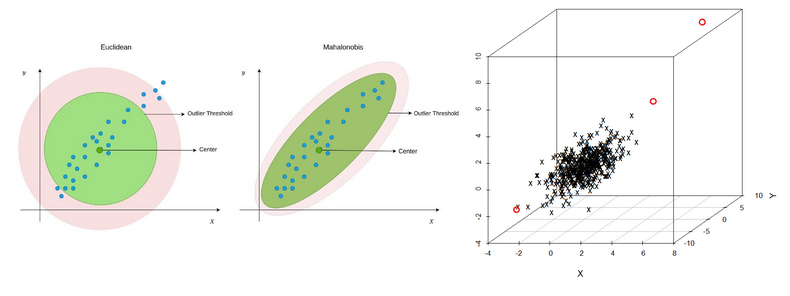 Euclidean
y
Outlier Threshold
Center
X
Mahalonobis
y
Outlier Threshold
Center
X
10
8
6
4
2
0
-2
-4
-4 -2 0 2 4 6 8
X
-10
-5
0
5
10
Y